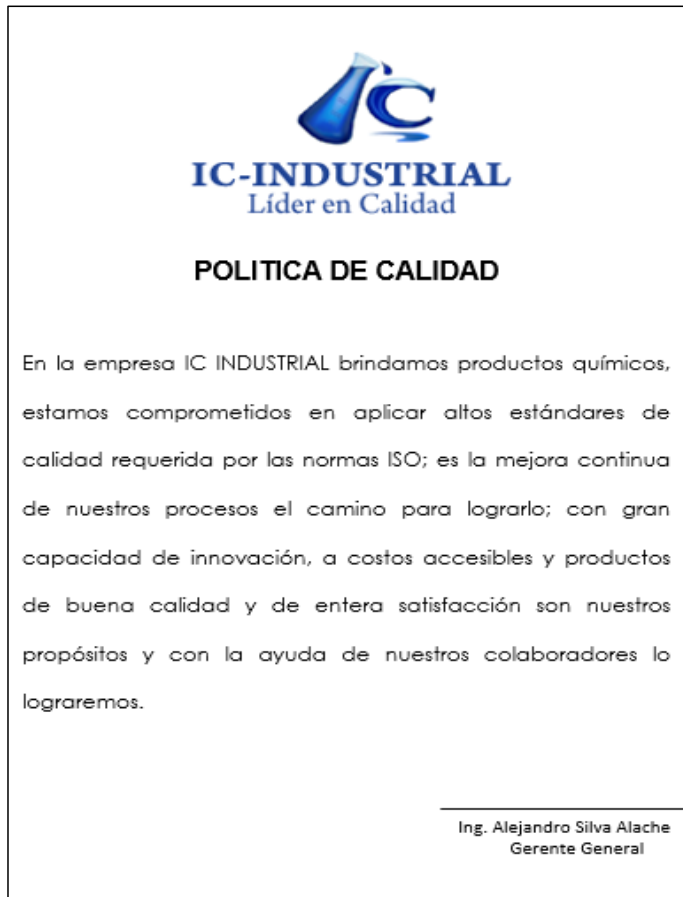 IC
IC-INDUSTRIAL
Líder en Calidad
POLITICA DE CALIDAD
En la empresa IC INDUSTRIAL brindamos productos químicos,
estamos comprometidos en aplicar altos estándares de
calidad requerida por las normas ISO; es la mejora continua
de nuestros procesos el camino para lograrlo; con gran
capacidad de innovación, a costos accesibles y productos
de buena calidad y de entera satisfacción son nuestros
propósitos y con la ayuda de nuestros colaboradores lo
lograremos.
Ing. Alejandro Silva Alache
Gerente General